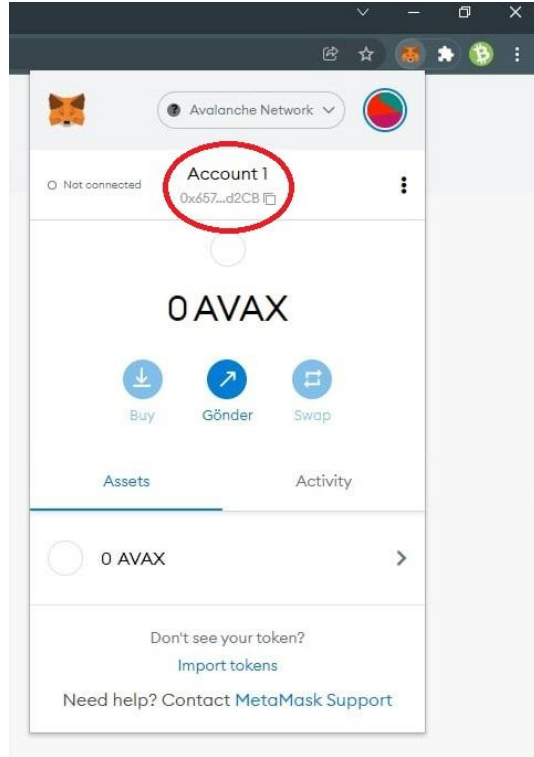 Avalanche Network
Not connected
Account 1
0x657...d2CB
0 AVAX
Buy
Gönder
Swap
Assets
Activity
0 AVAX
Don't see your token?
Import tokens
Need help? Contact MetaMask Support